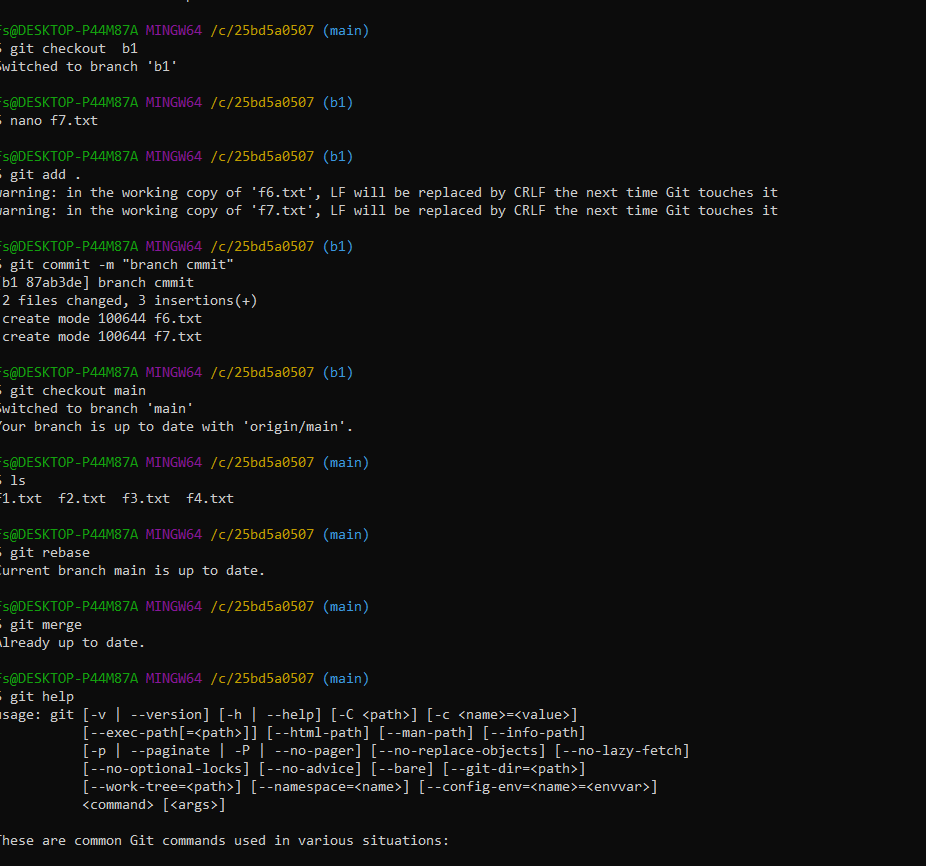 s@DESKTOP-P44M87A MINGW64 /c/25bd5a0507 (main)
$ git checkout  b1
Switched to branch 'b1'
s@DESKTOP-P44M87A MINGW64 /c/25bd5a0507 (b1)
$ nano f7.txt
s@DESKTOP-P44M87A MINGW64 /c/25bd5a0507 (b1)
$ git add .
warning: in the working copy of 'f6.txt', LF will be replaced by CRLF the next time Git touches it
warning: in the working copy of 'f7.txt', LF will be replaced by CRLF the next time Git touches it
s@DESKTOP-P44M87A MINGW64 /c/25bd5a0507 (b1)
$ git commit -m "branch cmmit"
[b1 87ab3de] branch cmmit
2 files changed, 3 insertions(+)
create mode 100644 f6.txt
create mode 100644 f7.txt
s@DESKTOP-P44M87A MINGW64 /c/25bd5a0507 (b1)
$ git checkout main
Switched to branch 'main'
Your branch is up to date with 'origin/main'.
s@DESKTOP-P44M87A MINGW64 /c/25bd5a0507 (main)
$ ls
f1.txt  f2.txt  f3.txt  f4.txt
s@DESKTOP-P44M87A MINGW64 /c/25bd5a0507 (main)
$ git rebase
Current branch main is up to date.
s@DESKTOP-P44M87A MINGW64 /c/25bd5a0507 (main)
$ git merge
Already up to date.
s@DESKTOP-P44M87A MINGW64 /c/25bd5a0507 (main)
$ git help
usage: git [-v | --version] [-h | --help] [-C <path>] [-c <name>=<value>]
[--exec-path[=<path>]] [--html-path] [--man-path] [--info-path]
[-p | --paginate | -P | --no-pager] [--no-replace-objects] [--no-lazy-fetch]
[--no-optional-locks] [--no-advice] [--bare] [--git-dir=<path>]
[--work-tree=<path>] [--namespace=<name>] [--config-env=<name>=<envvar>]
<command> [<args>]
These are common Git commands used in various situations: